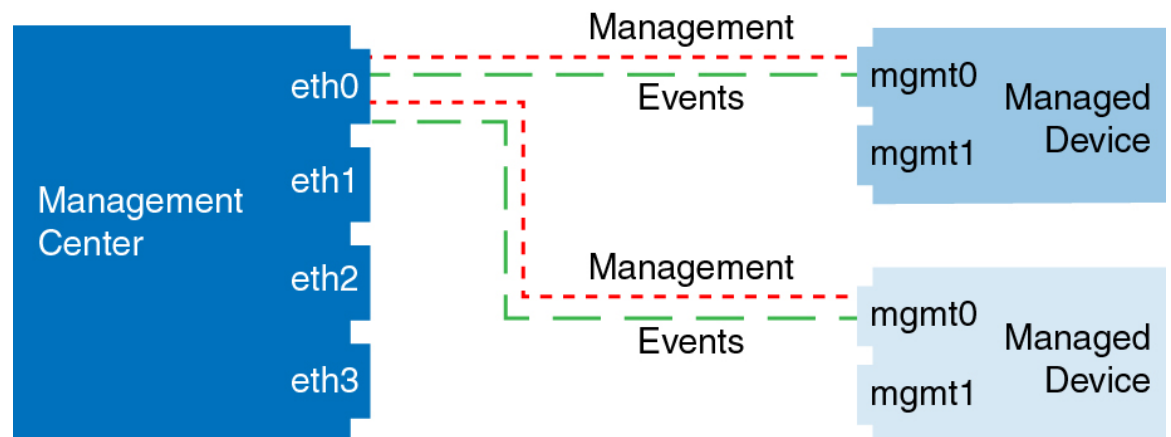 Management
Center
eth0
eth1
eth2
eth3
Management
Events
mgmt0
mgmt1
Managed
Device
Management
Events
mgmt0
mgmt1
Managed
Device